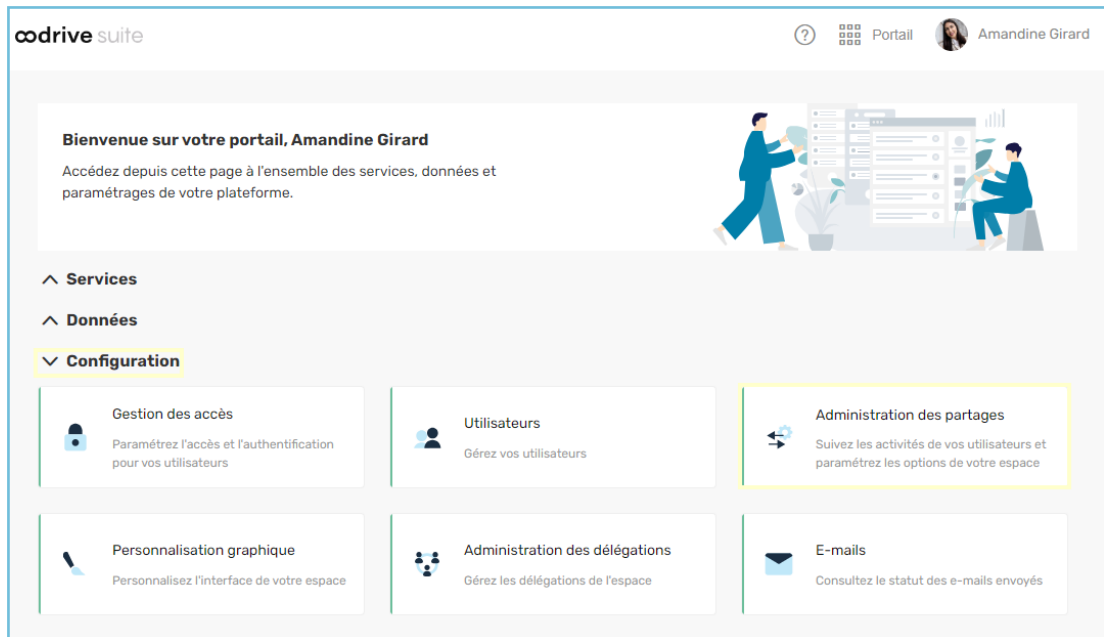 oodrive suite
? Portail Amandine Girard
Bienvenue sur votre portail, Amandine Girard
Accédez depuis cette page à l'ensemble des services, données et
paramétrages de votre plateforme.
Services
Données
Configuration
Gestion des accès
Paramétrez l'accès et l'authentification
pour vos utilisateurs
Utilisateurs
Gérez vos utilisateurs
Administration des partages
Suivez les activités de vos utilisateurs et
paramétrez les options de votre espace
Personnalisation graphique
Personnalisez l'interface de votre espace
Administration des délégations
Gérez les délégations de l'espace
E-mails
Consultez le statut des e-mails envoyés